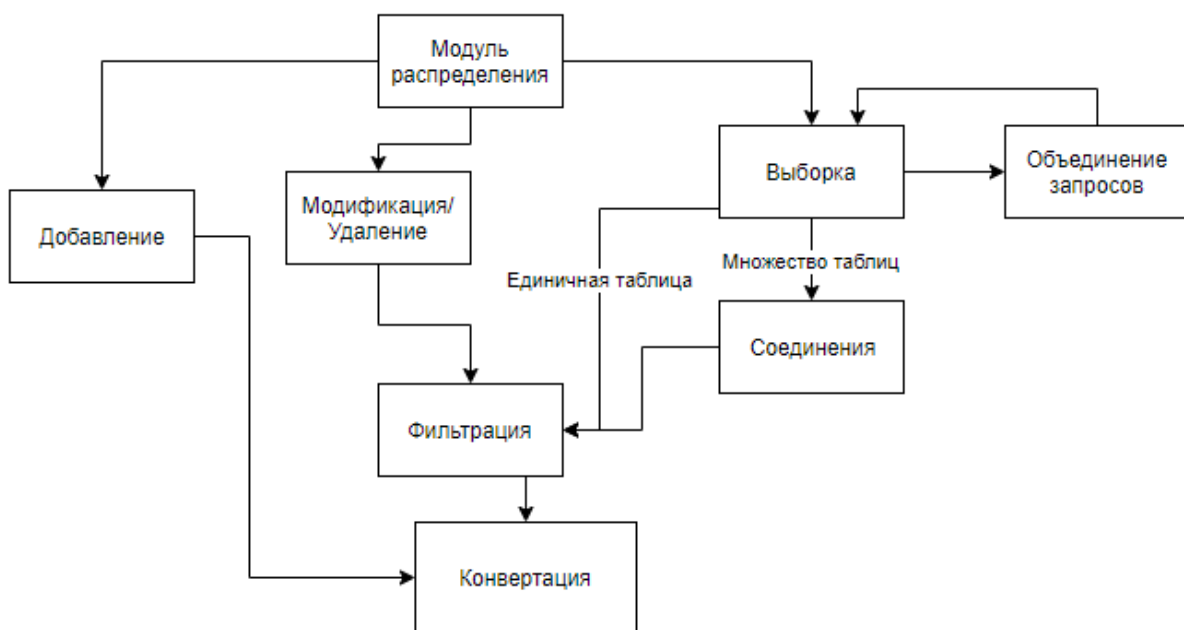 Модуль
распределения
Выборка
Объединение
запросов
Добавление
Модификация/
Удаление
Единичная таблица
Множество таблиц
Соединения
Фильтрация
Конвертация